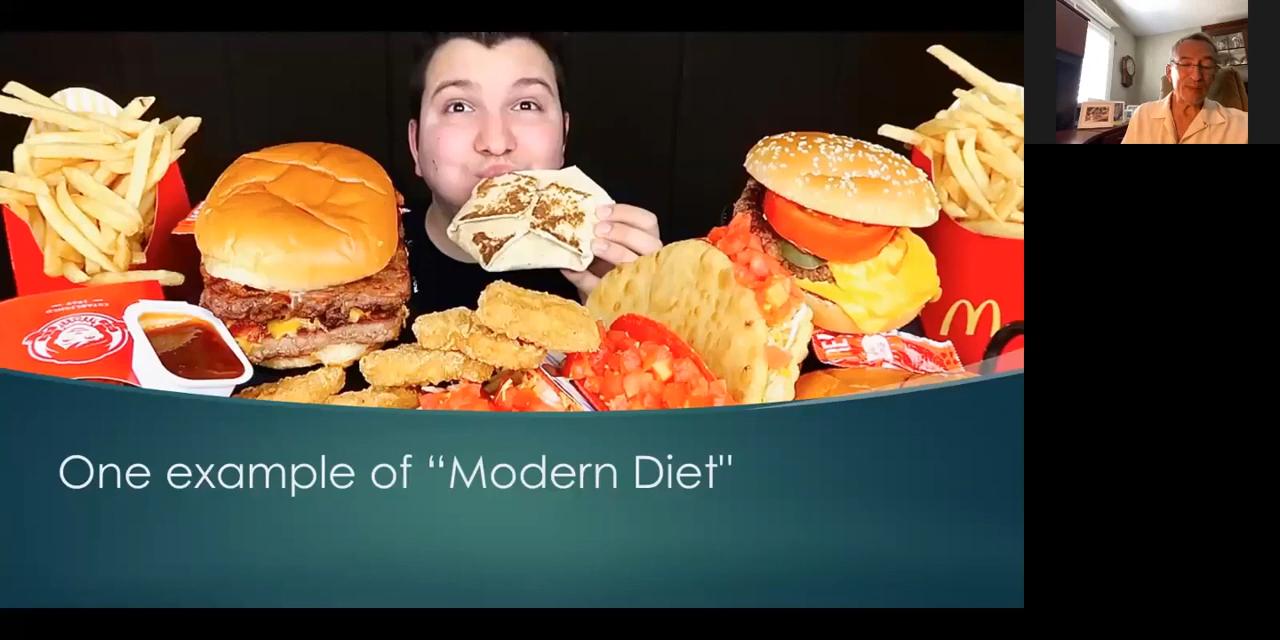 One example of “Modern Diet"